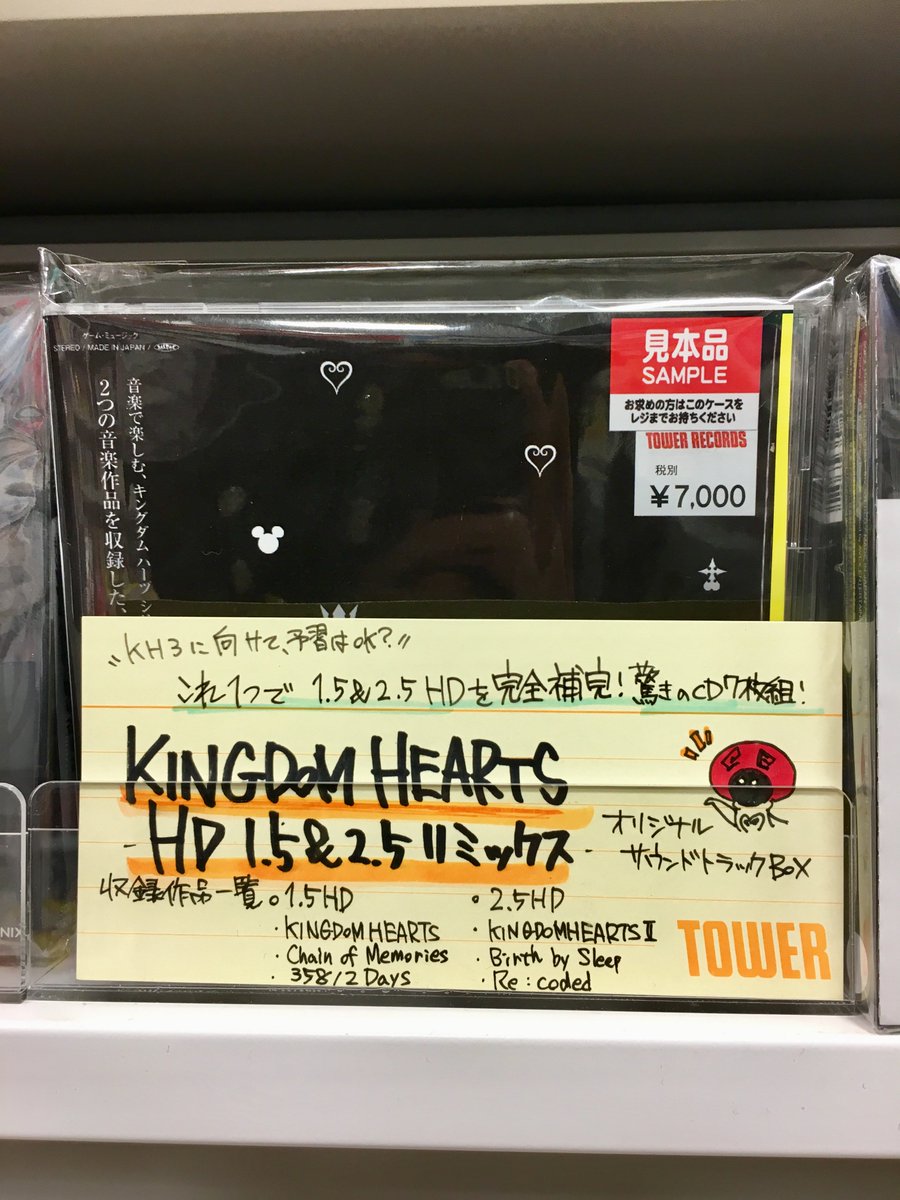 ゲーム・ミュージック
STEREO / MADE IN JAPAN /
音楽で楽しむ、キングダム ハーツ シ
2つの音楽作品を収録した、
見本品
SAMPLE
お求めの方はこのケースを
レジまでお持ちください
TOWER RECORDS
税別
¥7,000
〝KH3に向けて、予習はOK?〟
これ1つで 1.5&2.5 HDを完全補完!驚きのCD7枚組!
KINGDOM HEARTS
-HD 1.5&2.5リミックス-
オリジナル
サウンドトラックBOX
収録作品一覧
。1.5HD
・KINGDOM HEARTS
・Chain of Memories
・358/2 Days
。2.5HD
・KINGDOM HEARTS II
・Birth by Sleep
・Re:coded
TOWER
NIX